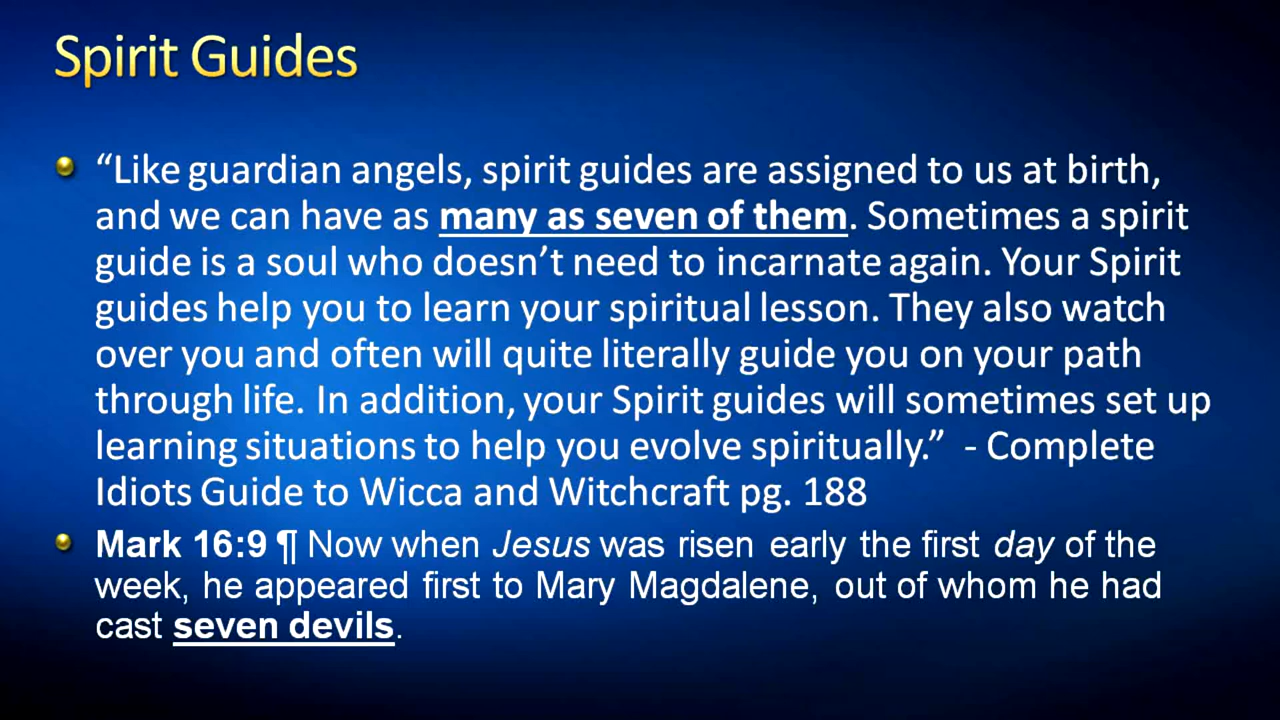 Spirit Guides
“Like guardian angels, spirit guides are assigned to us at birth,
and we can have as many as seven of them. Sometimes a spirit
guide is a soul who doesn’t need to incarnate again. Your Spirit
guides help you to learn your spiritual lesson. They also watch
over you and often will quite literally guide you on your path
through life. In addition, your Spirit guides will sometimes set up
learning situations to help you evolve spiritually.”  - Complete
Idiots Guide to Wicca and Witchcraft pg. 188
Mark 16:9 ¶ Now when Jesus was risen early the first day of the
week, he appeared first to Mary Magdalene, out of whom he had
cast seven devils.